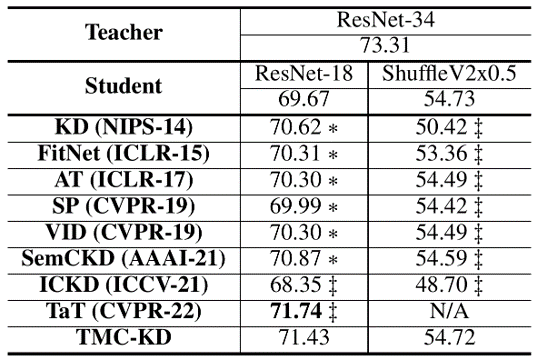 Teacher ResNet-34
73.31
Student ResNet-18 ShuffleV2x0.5
69.67 54.73
KD (NIPS-14) 70.62 * 50.42 ‡
FitNet (ICLR-15) 70.31 * 53.36 ‡
AT (ICLR-17) 70.30 * 54.49 ‡
SP (CVPR-19) 69.99 * 54.42 ‡
VID (CVPR-19) 70.30 * 54.49 ‡
SemCKD (AAAI-21) 70.87 * 54.59 ‡
ICKD (ICCV-21) 68.35 ‡ 48.70 ‡
TaT (CVPR-22) 71.74 ‡ N/A
TMC-KD 71.43 54.72